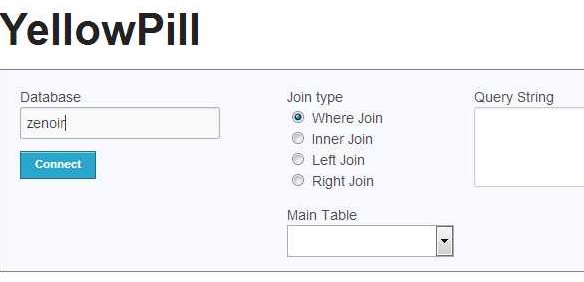 YellowPill
Database
zenoir
Connect
Join type
Where Join
Inner Join
Left Join
Right Join
Main Table
Query String